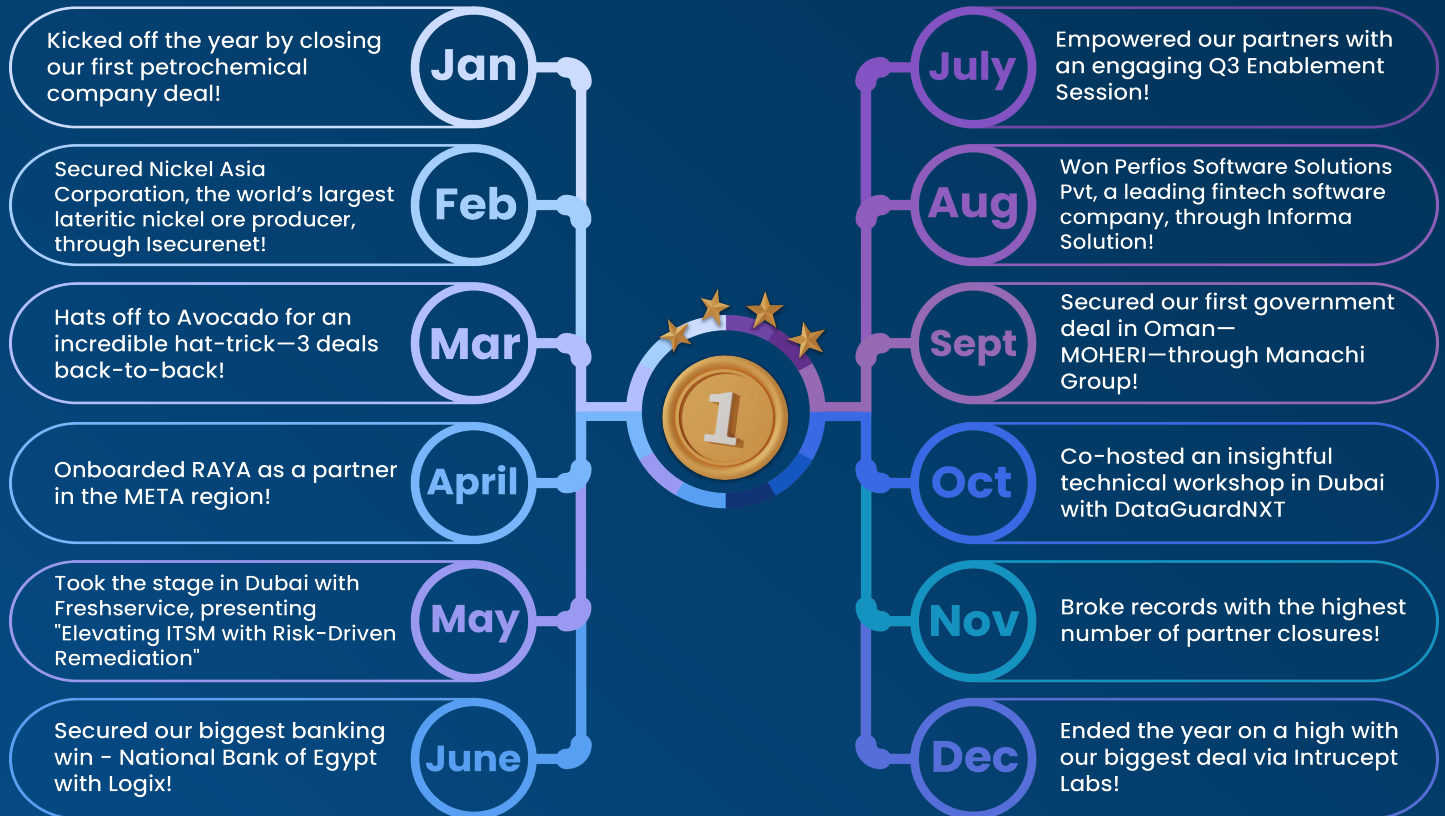 Kicked off the year by closing
our first petrochemical
company deal!
Jan
Secured Nickel Asia
Corporation, the world’s largest
lateritic nickel ore producer,
through Isecurenet!
Feb
Hats off to Avocado for an
incredible hat-trick—3 deals
back-to-back!
Mar
Onboarded RAYA as a partner
in the META region!
April
Took the stage in Dubai with
Freshservice, presenting
"Elevating ITSM with Risk-Driven
Remediation"
May
Secured our biggest banking
win - National Bank of Egypt
with Logix!
June
1
July
Empowered our partners with
an engaging Q3 Enablement
Session!
Aug
Won Perfios Software Solutions
Pvt, a leading fintech software
company, through Informa
Solution!
Sept
Secured our first government
deal in Oman—
MOHERI—through Manachi
Group!
Oct
Co-hosted an insightful
technical workshop in Dubai
with DataGuardNXT
Nov
Broke records with the highest
number of partner closures!
Dec
Ended the year on a high with
our biggest deal via Intrucept
Labs!